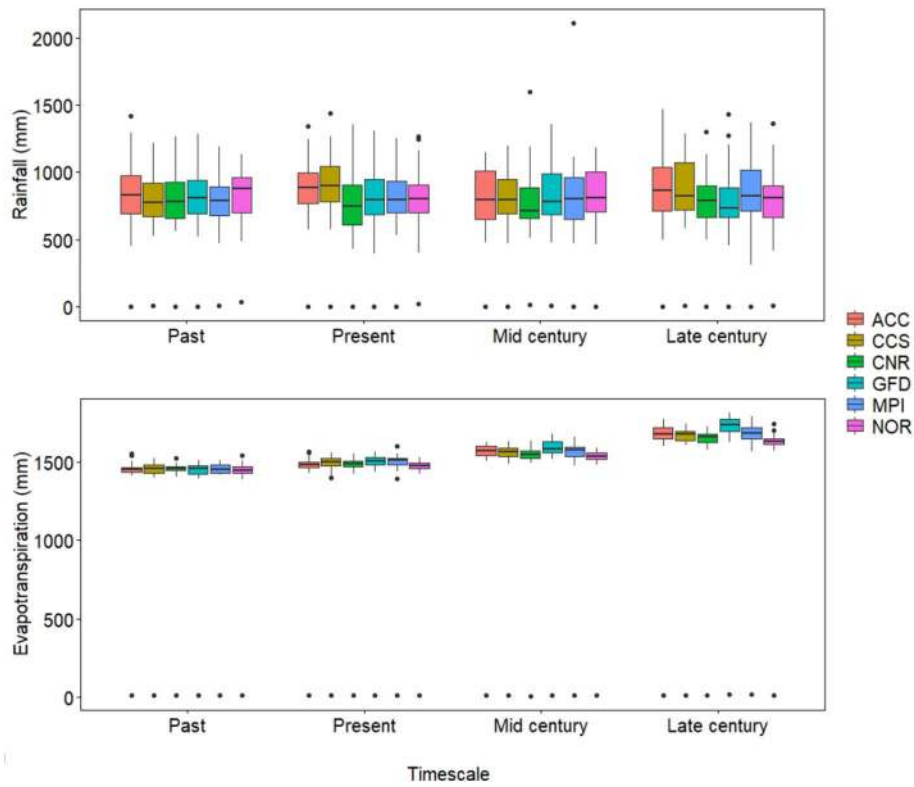 2000
1500
1000
500
0
Rainfall (mm)
Past Present Mid century Late century
ACC
CCS
CNR
GFD
MPI
NOR
1500
1000
500
0
Evapotranspiration (mm)
Past Present Mid century Late century
Timescale